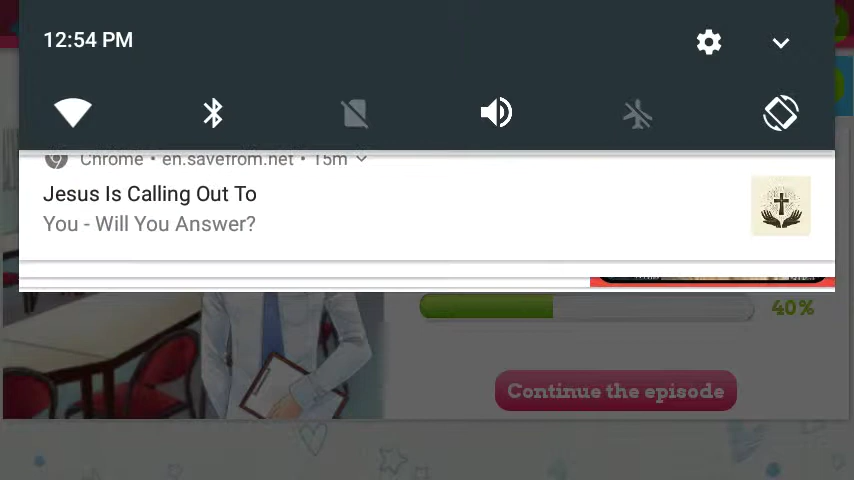 12:54 PM
Chrome • en.savefrom.net • 15m
Jesus Is Calling Out To
You - Will You Answer?
40%
Continue the episode